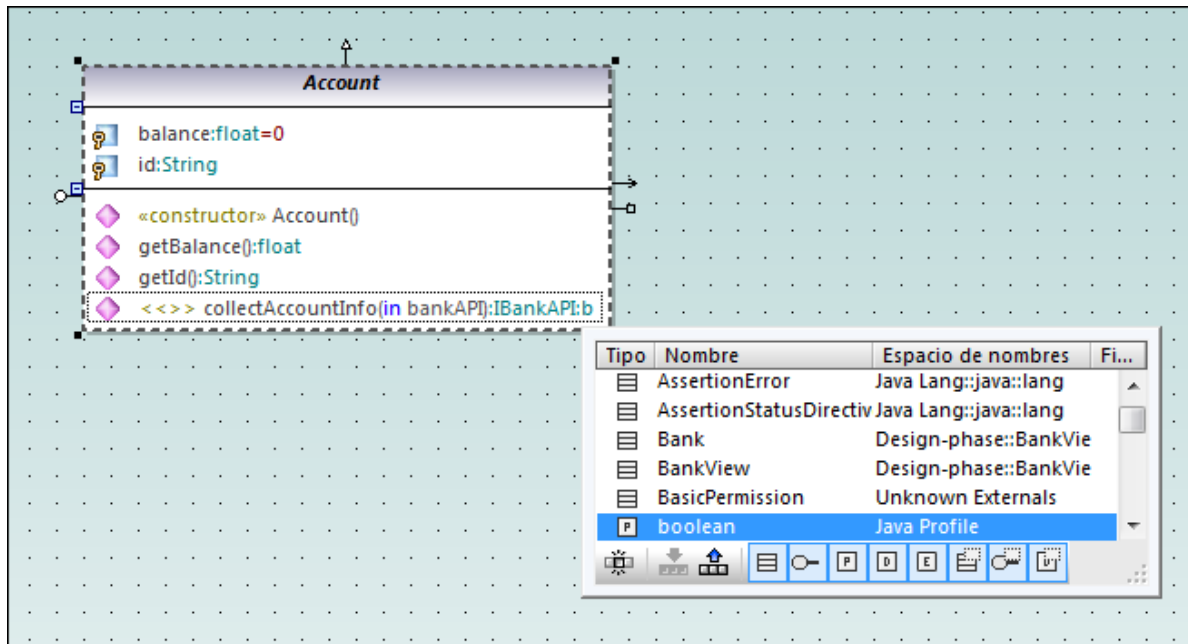 Account
balance:float=0
id:String
«constructor» Account()
getBalance():float
getId():String
<<>> collectAccountInfo(in bankAPI):IBankAPI:b
Tipo Nombre Espacio de nombres Fi...
AssertionError Java Lang::java::lang
AssertionStatusDirectiv Java Lang::java::lang
Bank Design-phase::BankVie
BankView Design-phase::BankVie
BasicPermission Unknown Externals
P boolean Java Profile
P D E D